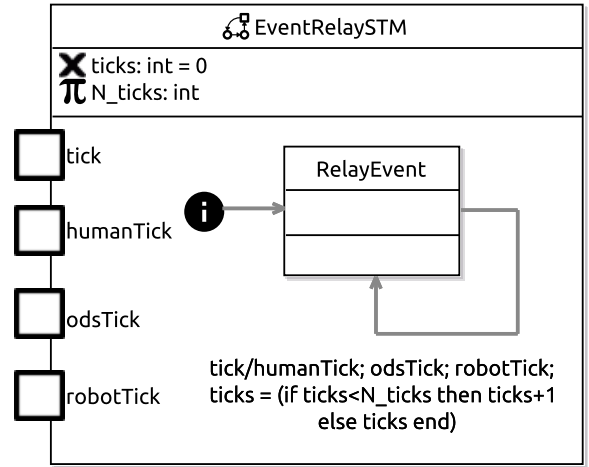 EventRelaySTM
ticks: int = 0
π N_ticks: int
tick
humanTick
odsTick
robotTick
i
RelayEvent
tick/humanTick; odsTick; robotTick;
ticks = (if ticks<N_ticks then ticks+1
else ticks end)